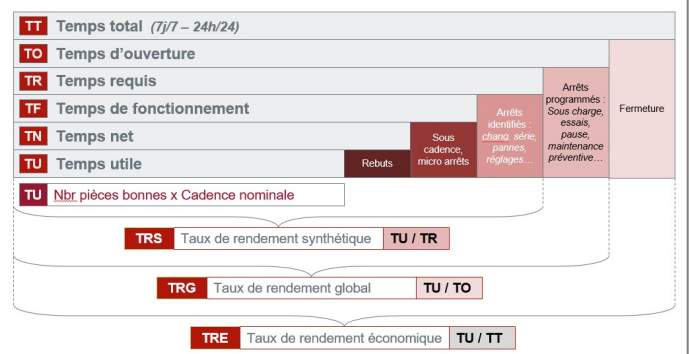 TT Temps total (7j/7 – 24h/24)
TO Temps d'ouverture
TR Temps requis
TF Temps de fonctionnement
TN Temps net
TU Temps utile
Rebuts
Sous
cadence,
micro arrêts
Arrêts
identifiés :
chang. série,
pannes,
réglages…
Arrêts
programmés :
Sous charge,
essais,
pause,
maintenance
préventive…
Fermeture
TU Nbr pièces bonnes x Cadence nominale
TRS Taux de rendement synthétique TU / TR
TRG Taux de rendement global TU / TO
TRE Taux de rendement économique TU / TT